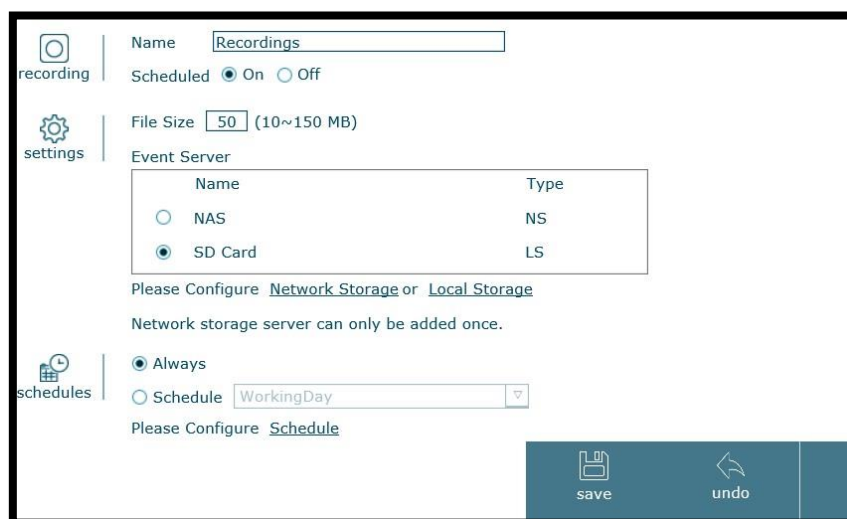 Name Recordings
recording
Scheduled On Off
File Size 50 (10~150 MB)
settings
Event Server
Name Type
NAS NS
SD Card LS
Please Configure Network Storage or Local Storage
Network storage server can only be added once.
Always
schedules
Schedule WorkingDay
Please Configure Schedule
save undo